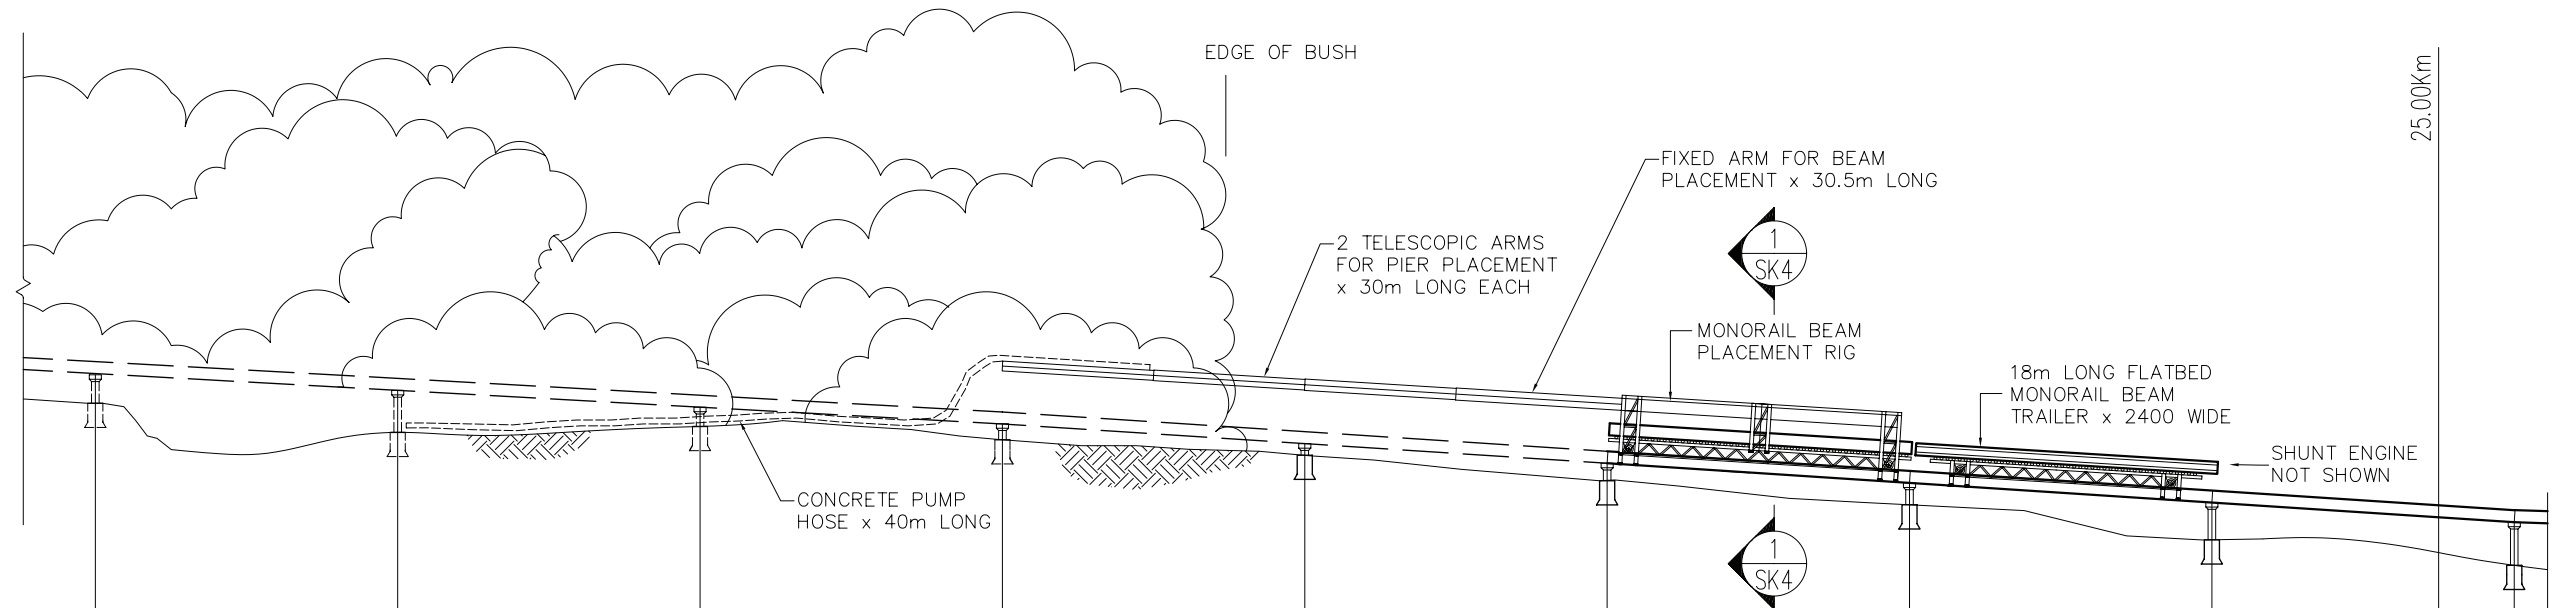 EDGE OF BUSH
25.00Km
FIXED ARM FOR BEAM
PLACEMENT x 30.5m LONG
1
SK4
2 TELESCOPIC ARMS
FOR PIER PLACEMENT
x 30m LONG EACH
MONORAIL BEAM
PLACEMENT RIG
18m LONG FLATBED
MONORAIL BEAM
TRAILER x 2400 WIDE
SHUNT ENGINE
NOT SHOWN
CONCRETE PUMP
HOSE x 40m LONG
1
SK4